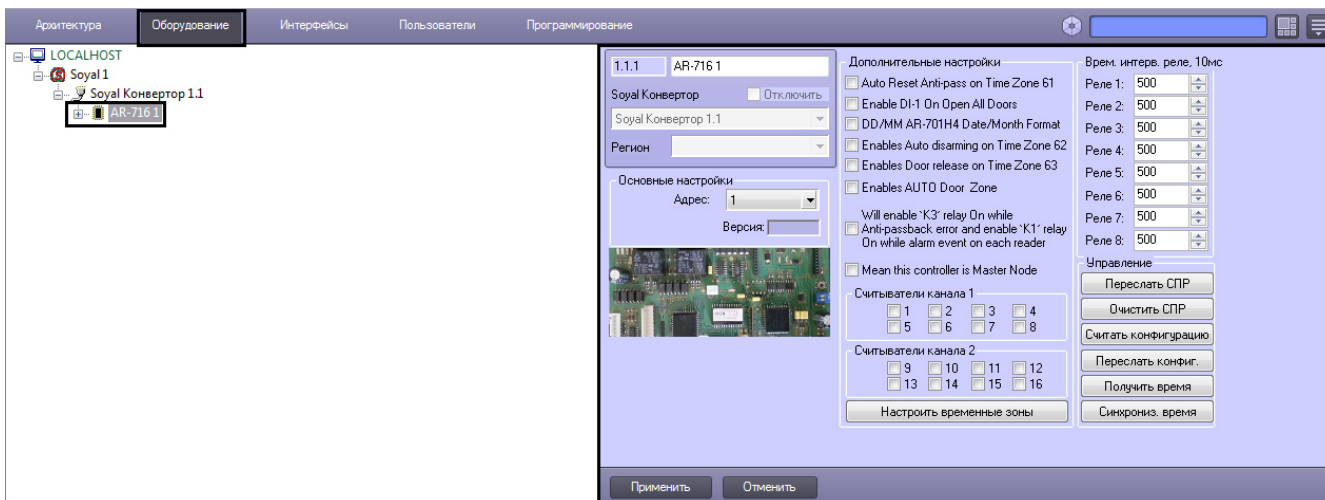 Архитектура Оборудование Интерфейсы Пользователи Программирование
LOCALHOST
Soyal 1
Soyal Конвертор 1.1
AR-716 1
1.1.1 AR-716 1
Soyal Конвертор Отключить
Soyal Конвертор 1.1
Регион
Основные настройки
Адрес: 1
Версия:
Дополнительные настройки
Auto Reset Anti-pass on Time Zone 61
Enable DI-1 On Open All Doors
DD/MM AR-701H4 Date/Month Format
Enables Auto disarming on Time Zone 62
Enables Door release on Time Zone 63
Enables AUTO Door Zone
Will enable `K3´ relay On while
Anti-passback error and enable `K1´ relay
On while alarm event on each reader
Mean this controller is Master Node
Считыватели канала 1
1 2 3 4
5 6 7 8
Считыватели канала 2
9 10 11 12
13 14 15 16
Настроить временные зоны
Врем. интерв. реле, 10мс
Реле 1: 500
Реле 2: 500
Реле 3: 500
Реле 4: 500
Реле 5: 500
Реле 6: 500
Реле 7: 500
Реле 8: 500
Управление
Переслать СПР
Очистить СПР
Считать конфигурацию
Переслать конфиг.
Получить время
Синхрониз. время
Применить Отменить